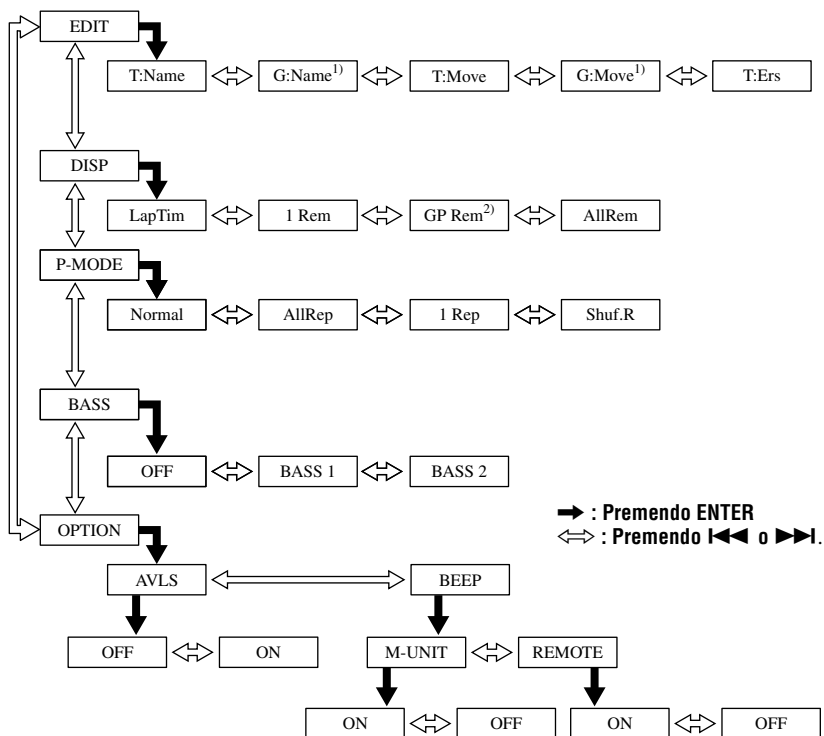 EDIT
T:Name G:Name1) T:Move G:Move1) T:Ers
DISP
LapTim 1 Rem GP Rem2) AllRem
P-MODE
Normal AllRep 1 Rep Shuf.R
BASS
OFF BASS 1 BASS 2
OPTION
: Premendo ENTER
: Premendo o .
AVLS BEEP
OFF ON M-UNIT REMOTE
ON OFF ON OFF